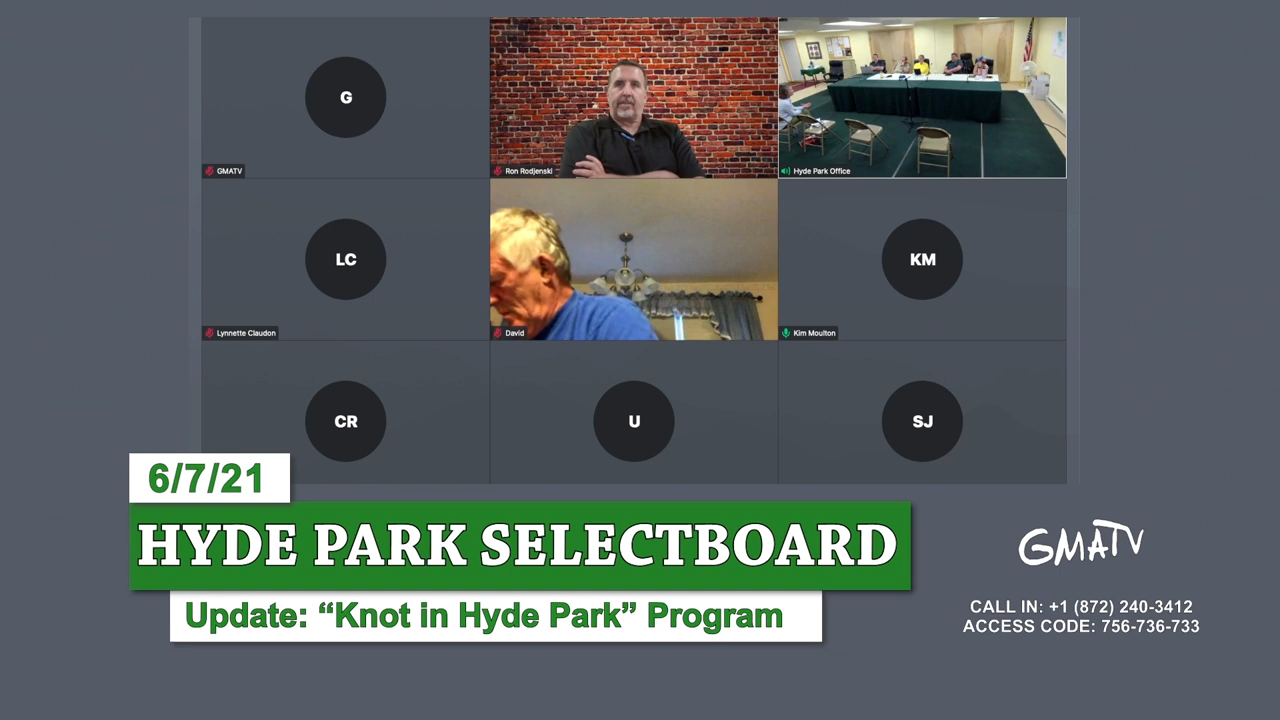 G
GMATV
Ron Rodjenski
Hyde Park Office
LC
Lynnette Claudon
David
KM
Kim Moulton
CR
U
SJ
6/7/21
HYDE PARK SELECTBOARD
Update: “Knot in Hyde Park” Program
GMATV
CALL IN: +1 (872) 240-3412
ACCESS CODE: 756-736-733